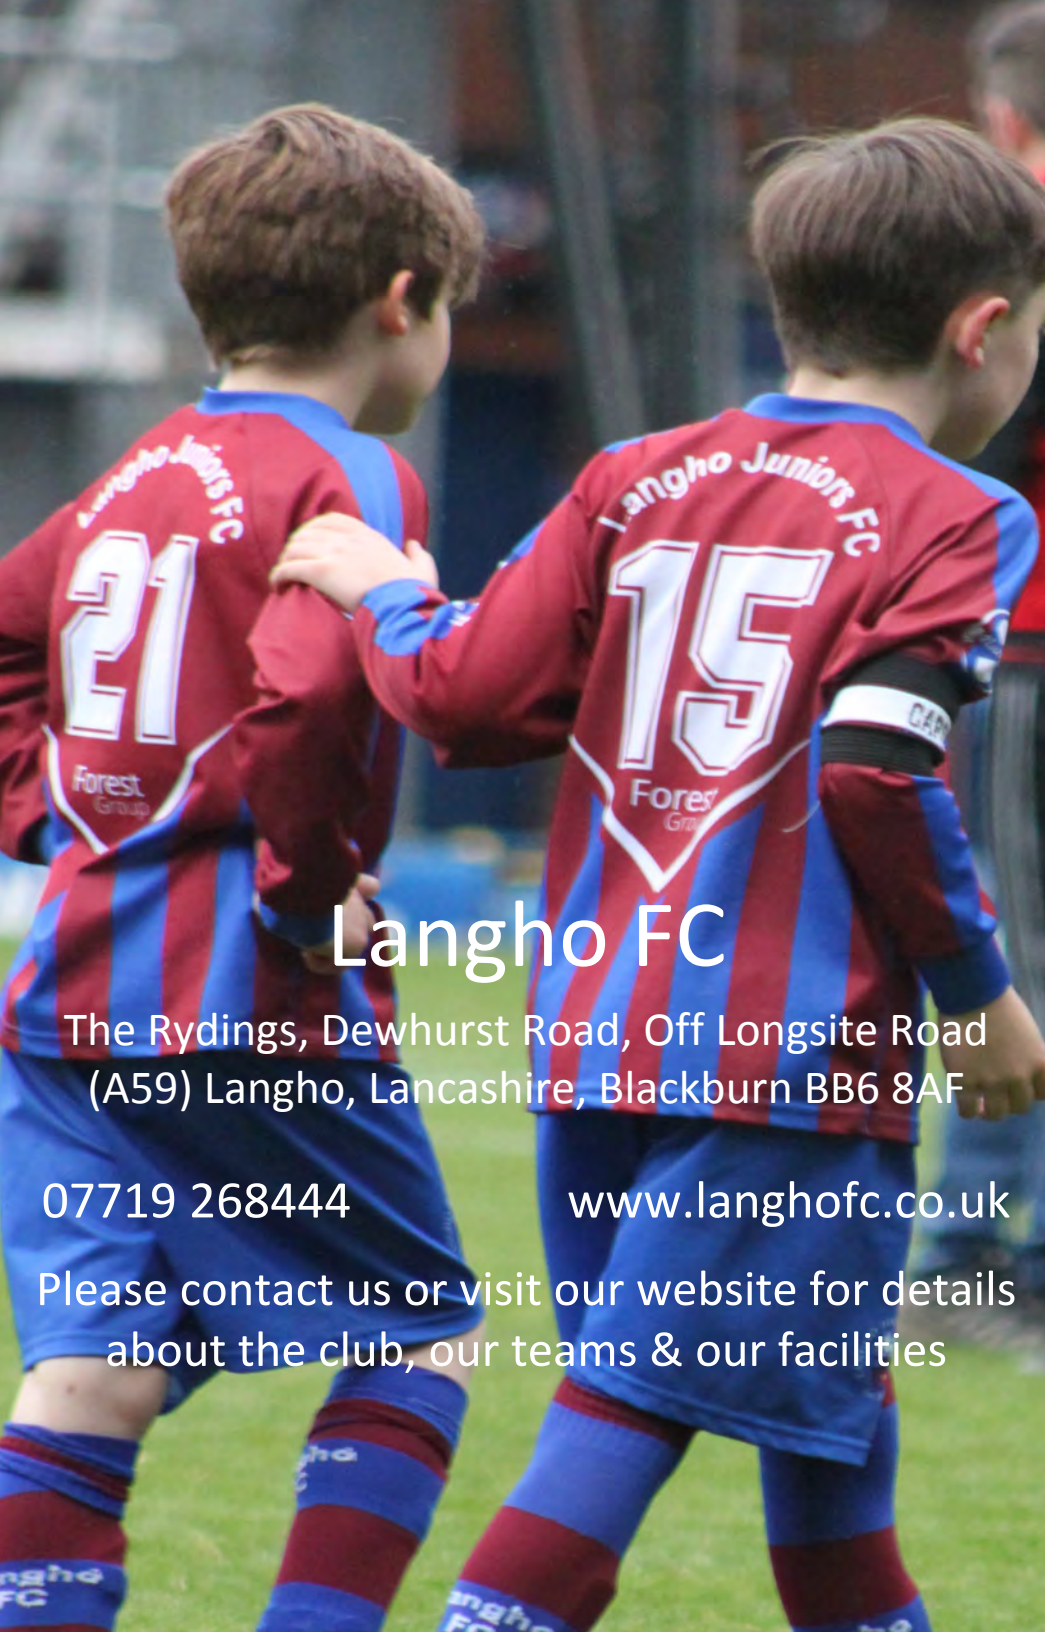 Langho Juniors FC
21
Forest
Group
Langho Juniors FC
15
Forest
CAP
Langho FC
The Rydings, Dewhurst Road, Off Longsite Road
(A59) Langho, Lancashire, Blackburn BB6 8AF
07719 268444
www.langhofc.co.uk
Please contact us or visit our website for details
about the club, our teams & our facilities
FC